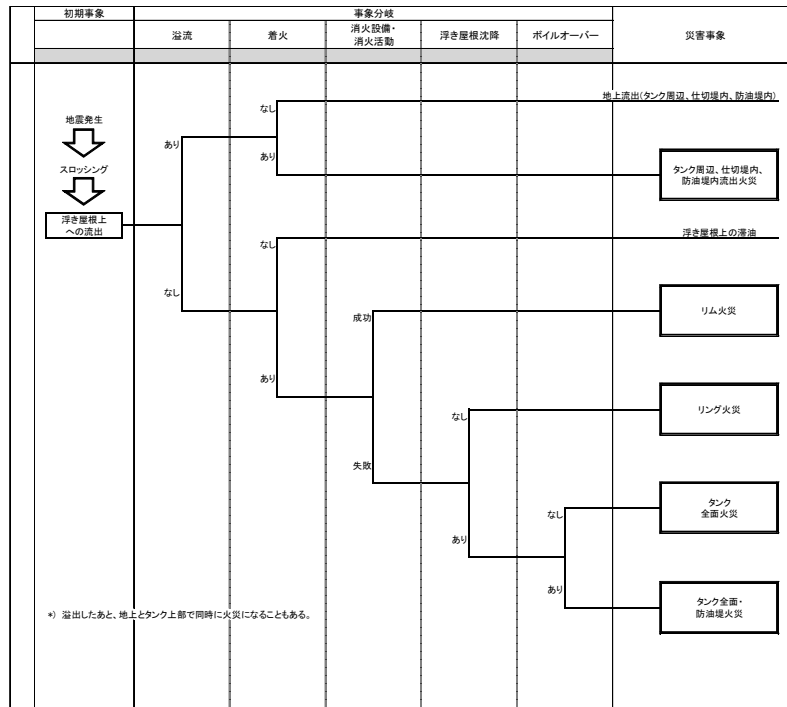 初期事象
事象分岐
溢流
着火
消火設備・
消火活動
浮き屋根沈降
ボイルオーバー
災害事象
地震発生
スロッシング
浮き屋根上
への流出
あり
なし
なし
あり
地上流出(タンク周辺、仕切堤内、防油堤内)
タンク周辺、仕切堤内、
防油堤内流出火災
なし
浮き屋根上の滞油
あり
成功
リム火災
失敗
なし
リング火災
あり
なし
タンク
全面火災
あり
タンク全面・
防油堤火災
*) 溢出したあと、地上とタンク上部で同時に火災になることもある。